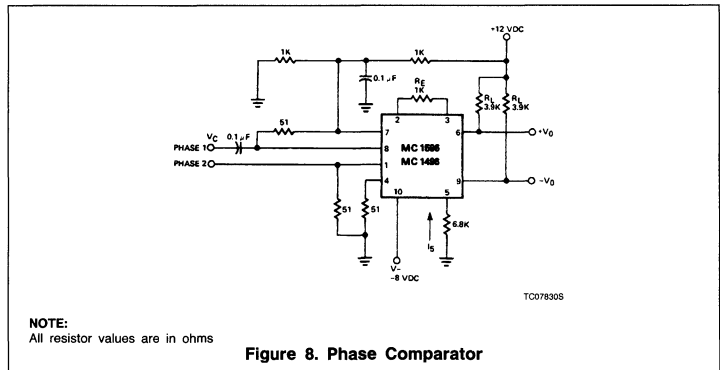 +12 VDC
1K
1K
0.1 µF
RE
1K
RL
3.9K
RL
3.9K
51
2
3
VC
0.1 µF
7
6
+VO
PHASE 1
8
MC 1596
MC 1496
PHASE 2
1
4
9
-VO
10
5
51
51
I5
6.8K
V-
-8 VDC
TC07830S
NOTE:
All resistor values are in ohms
Figure 8. Phase Comparator